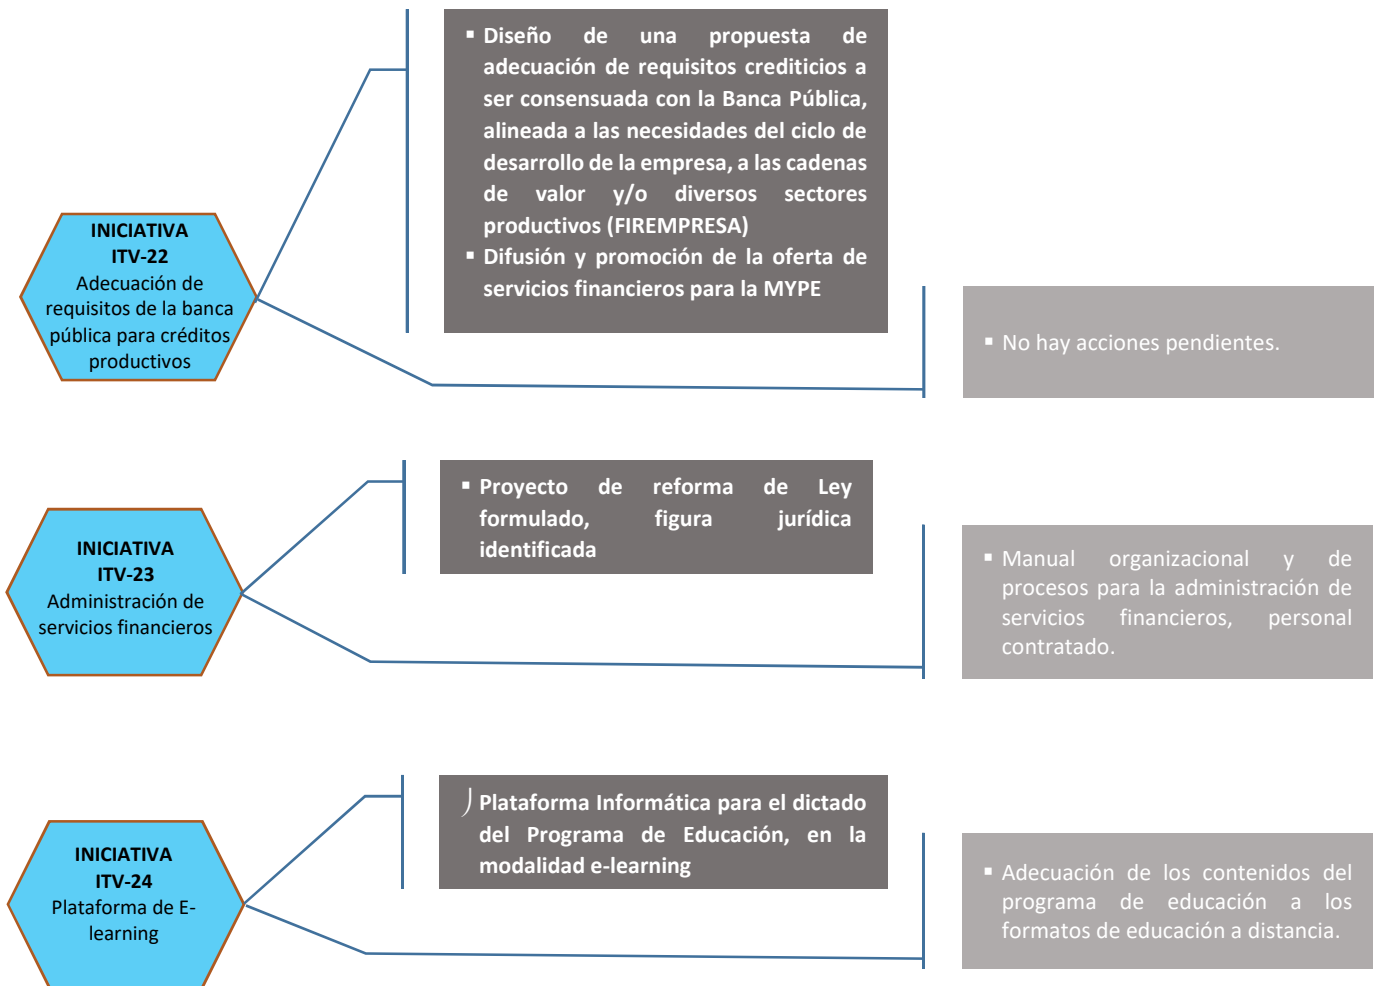 ▪ Diseño de una propuesta de
adecuación de requisitos crediticios a
ser consensuada con la Banca Pública,
alineada a las necesidades del ciclo de
desarrollo de la empresa, a las cadenas
de valor y/o diversos sectores
productivos (FIREMPRESA)
▪ Difusión y promoción de la oferta de
servicios financieros para la MYPE
INICIATIVA
ITV-22
Adecuación de
requisitos de la banca
pública para créditos
productivos
▪ No hay acciones pendientes.
▪ Proyecto de reforma de Ley
formulado, figura jurídica
identificada
INICIATIVA
ITV-23
Administración de
servicios financieros
▪ Manual organizacional y de
procesos para la administración de
servicios financieros, personal
contratado.
) Plataforma Informática para el dictado
del Programa de Educación, en la
modalidad e-learning
INICIATIVA
ITV-24
Plataforma de E-
learning
▪ Adecuación de los contenidos del
programa de educación a los
formatos de educación a distancia.